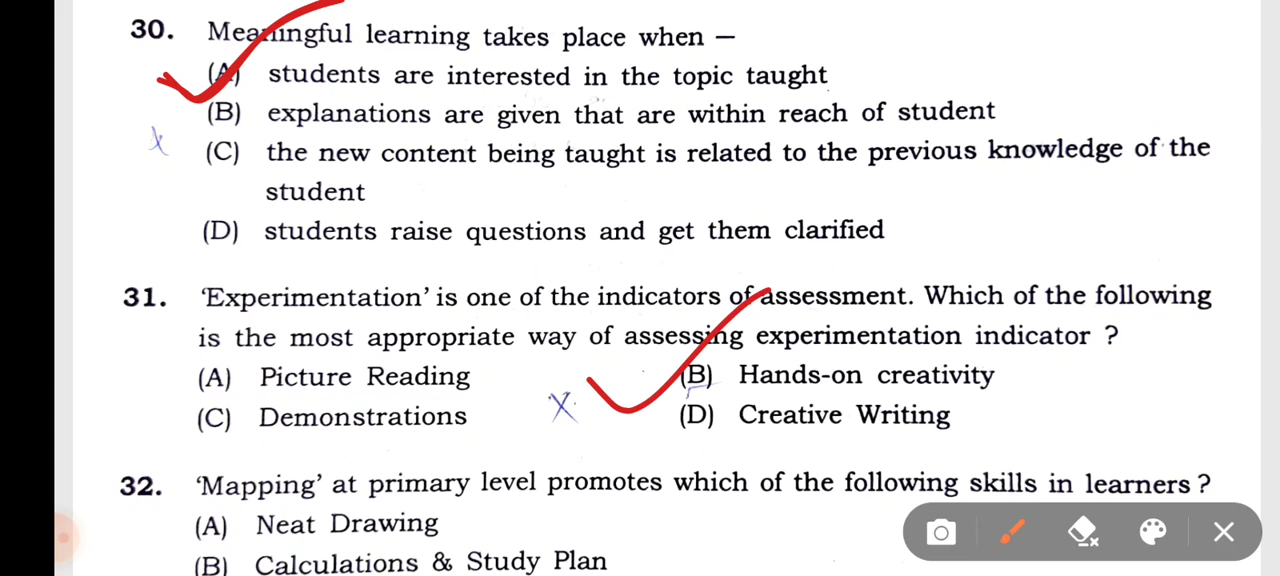 30. Meaningful learning takes place when —
(A) students are interested in the topic taught
(B) explanations are given that are within reach of student
(C) the new content being taught is related to the previous knowledge of the
student
(D) students raise questions and get them clarified
31. 'Experimentation' is one of the indicators of assessment. Which of the following
is the most appropriate way of assessing experimentation indicator ?
(A) Picture Reading (B) Hands-on creativity
(C) Demonstrations (D) Creative Writing
32. 'Mapping' at primary level promotes which of the following skills in learners ?
(A) Neat Drawing
(B) Calculations & Study Plan